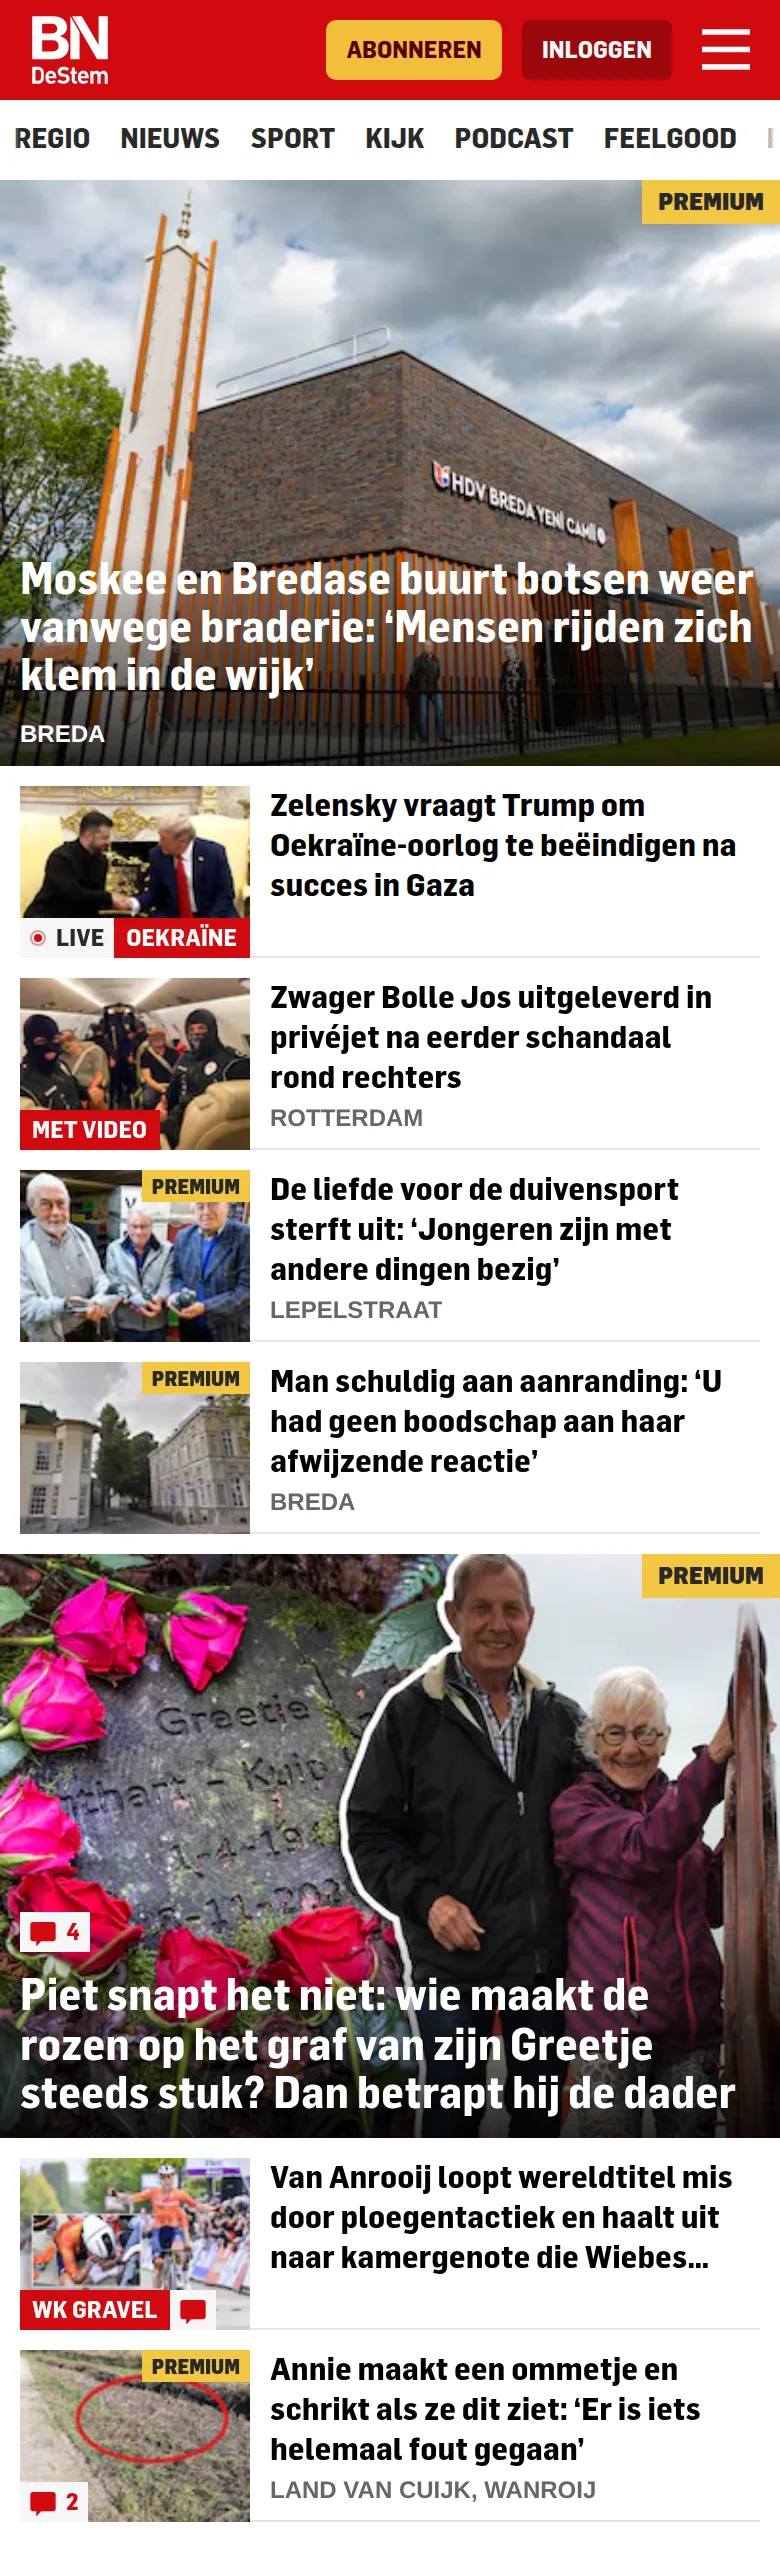 BN
DeStem
ABONNEREN
INLOGGEN
REGIO NIEUWS SPORT KIJK PODCAST FEELGOOD
PREMIUM
HDV BREDA YENİ CAMİİ
Moskee en Bredase buurt botsen weer
vanwege braderie: ‘Mensen rijden zich
klem in de wijk’
BREDA
Zelensky vraagt Trump om
Oekraïne-oorlog te beëindigen na
succes in Gaza
LIVE OEKRAÏNE
Zwager Bolle Jos uitgeleverd in
privéjet na eerder schandaal
rond rechters
ROTTERDAM
MET VIDEO
PREMIUM
De liefde voor de duivensport
sterft uit: ‘Jongeren zijn met
andere dingen bezig’
LEPELSTRAAT
PREMIUM
Man schuldig aan aanranding: ‘U
had geen boodschap aan haar
afwijzende reactie’
BREDA
PREMIUM
Greetje
Kuip
4
Piet snapt het niet: wie maakt de
rozen op het graf van zijn Greetje
steeds stuk? Dan betrapt hij de dader
Van Anrooij loopt wereldtitel mis
door ploegentactiek en haalt uit
naar kamergenote die Wiebes...
WK GRAVEL
PREMIUM
Annie maakt een ommetje en
schrikt als ze dit ziet: ‘Er is iets
helemaal fout gegaan’
LAND VAN CUIJK, WANROIJ
2